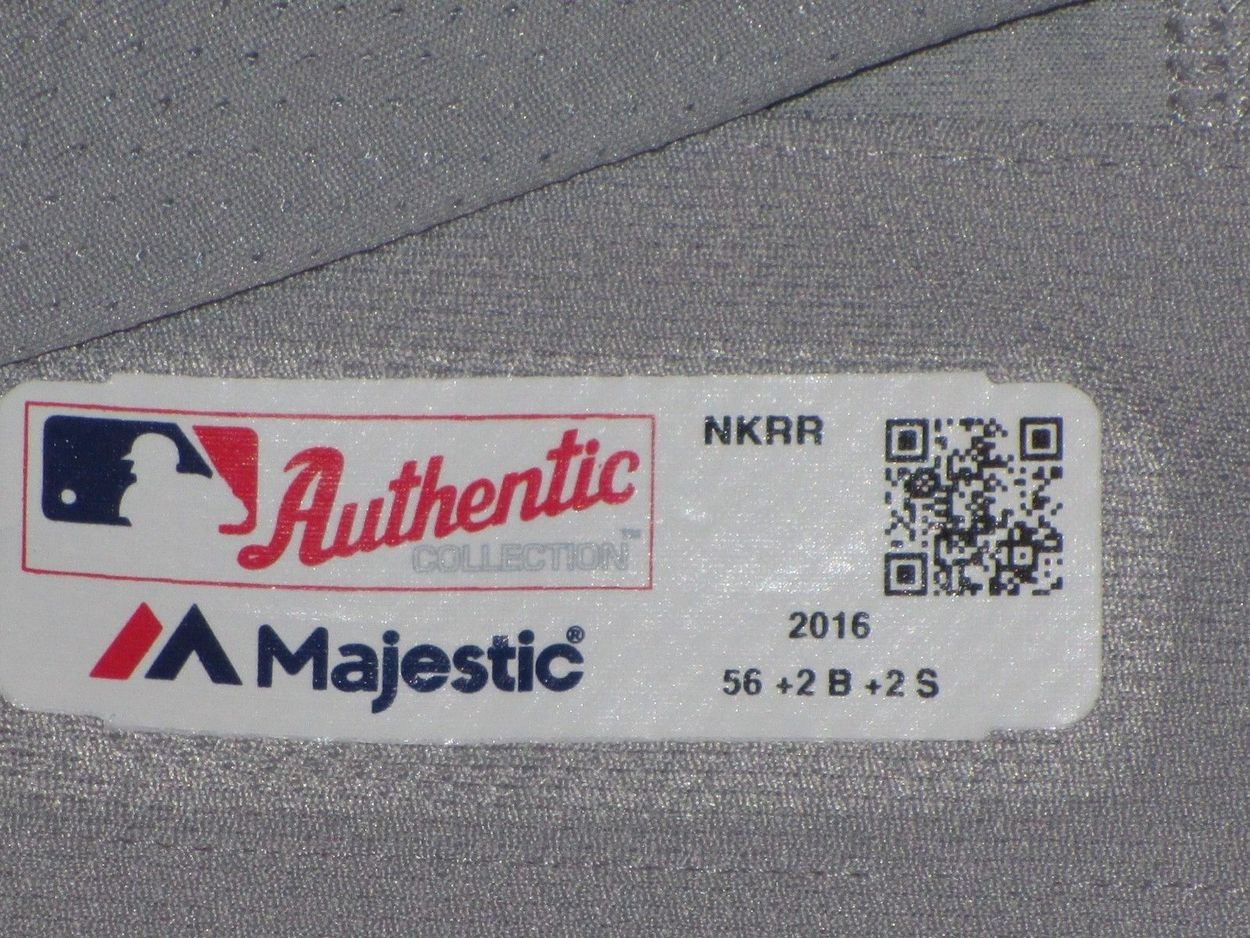 Authentic
COLLECTION™
Majestic®
NKRR
2016
56 +2 B +2 S